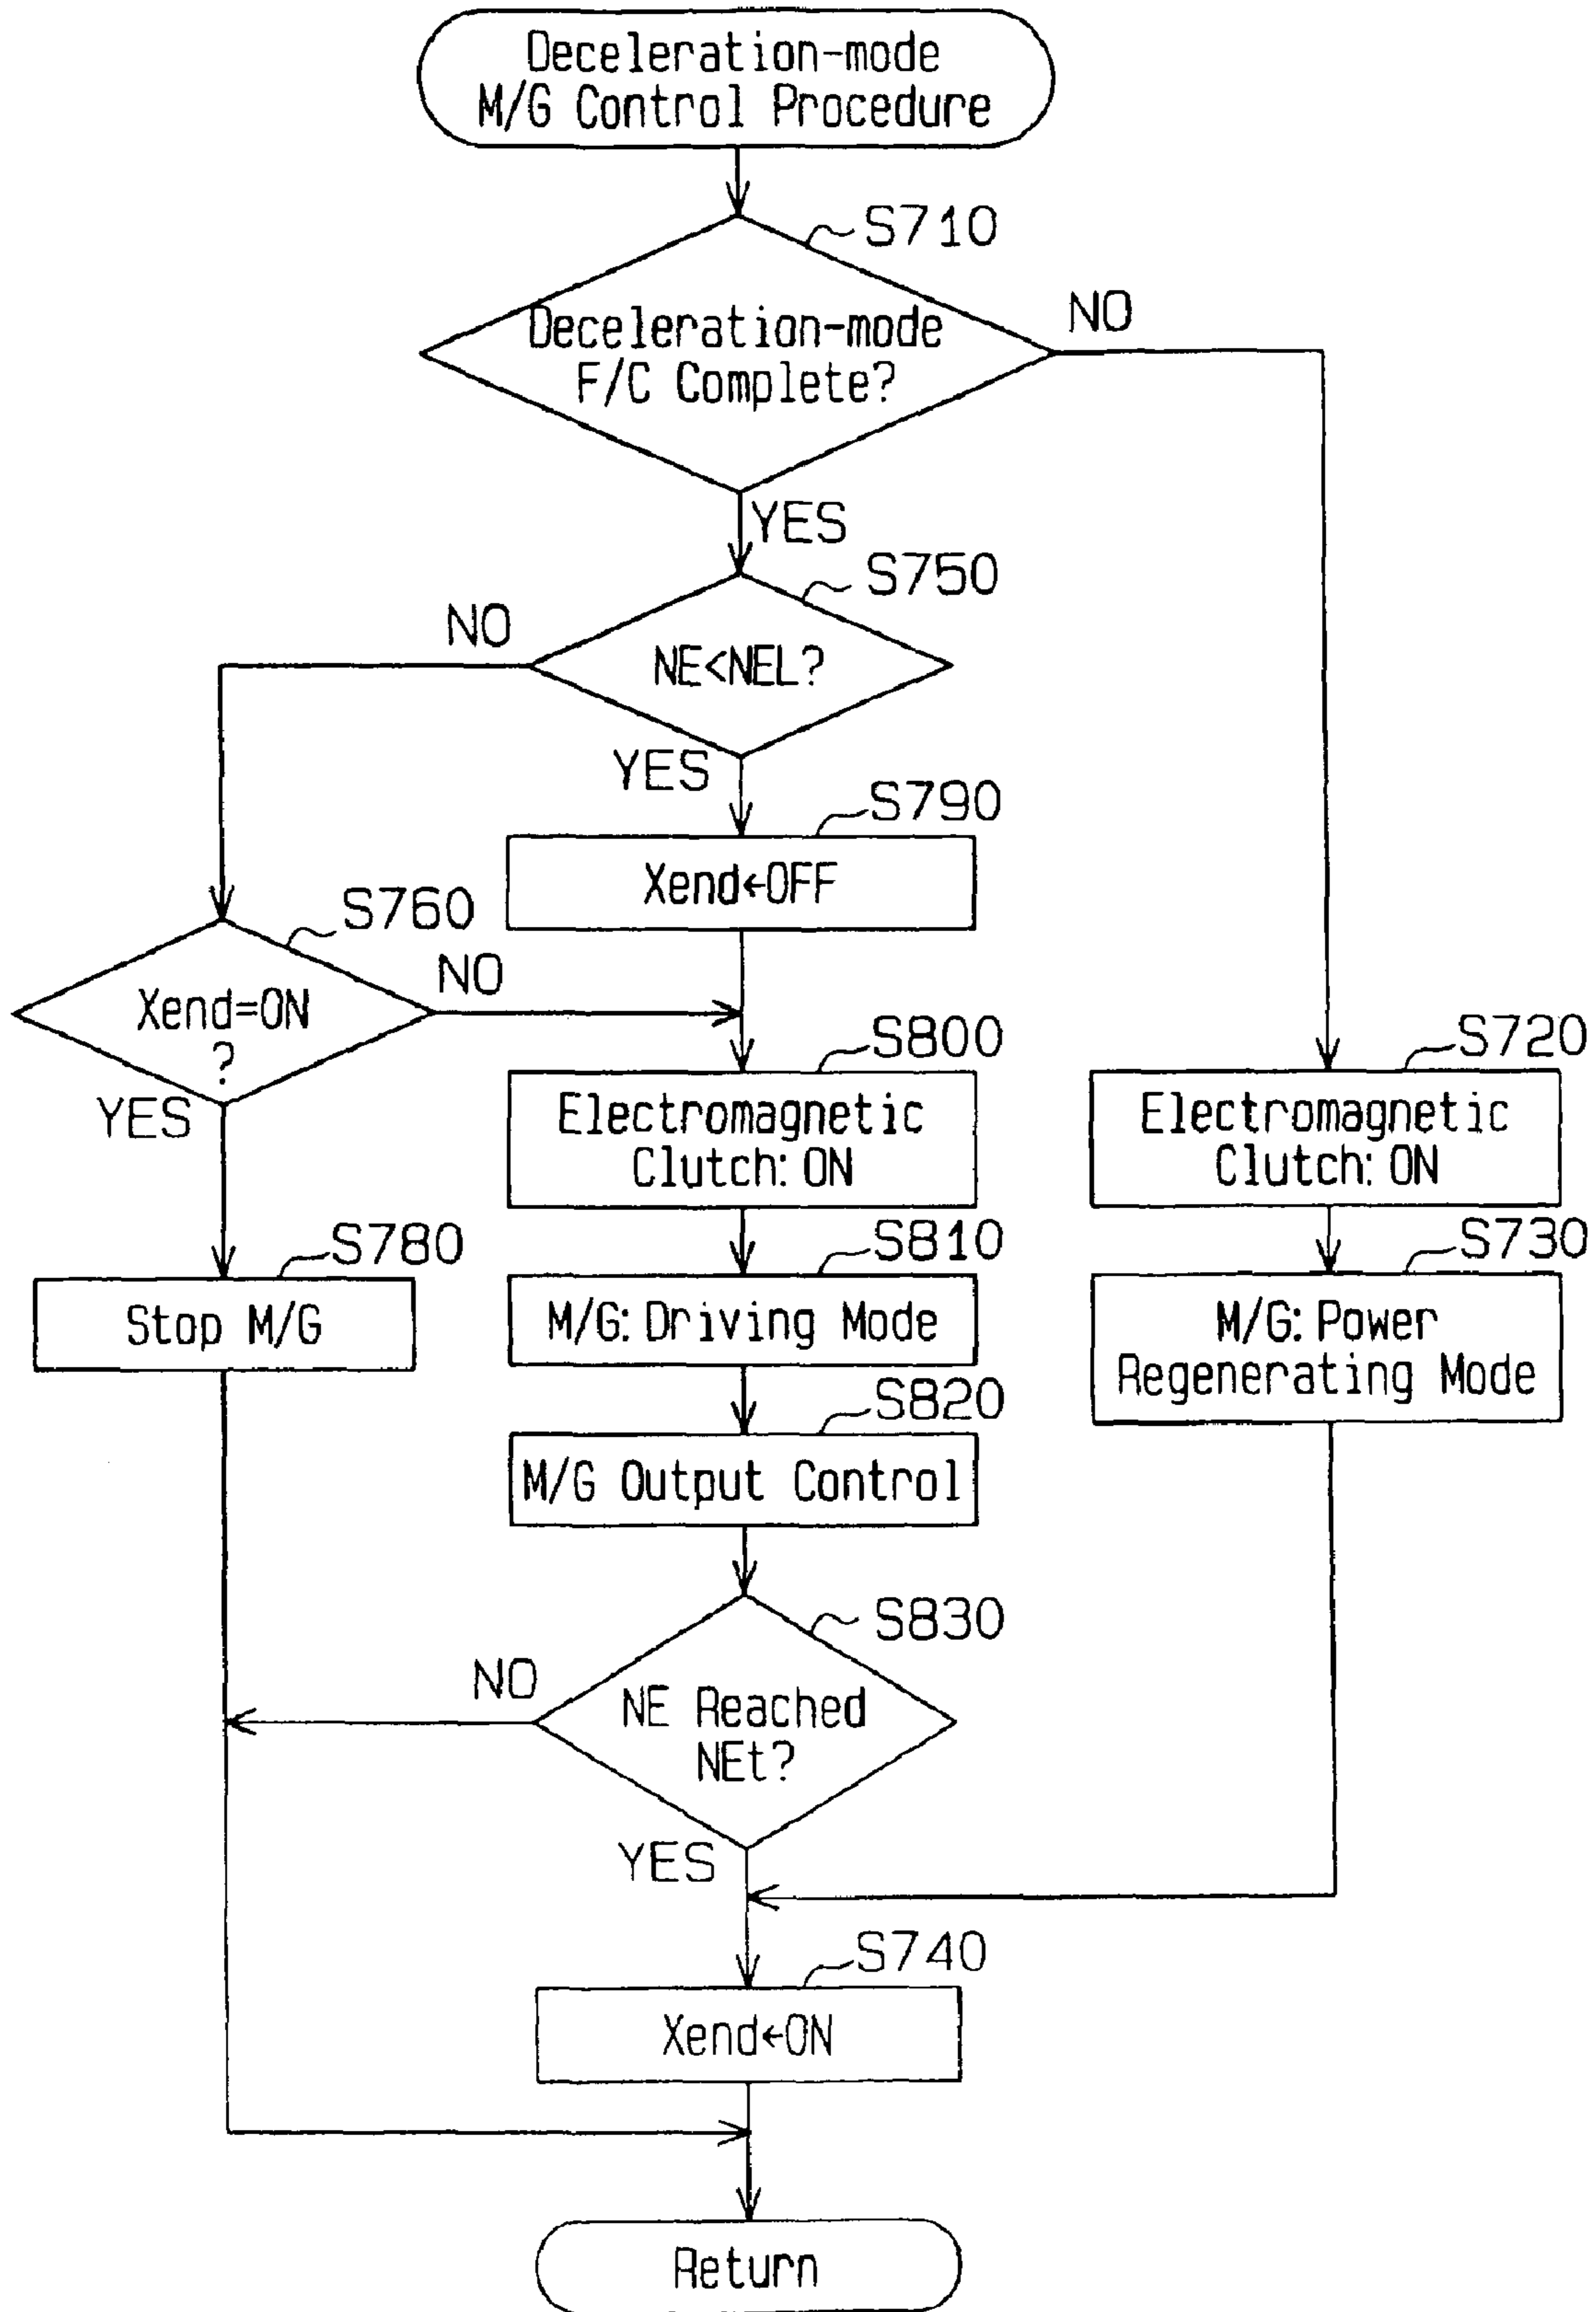 Deceleration-mode
M/G Control Procedure
S710
Deceleration-mode
F/C Complete?
NO
YES
S750
NE<NEL?
NO
YES
S790
Xend←OFF
S760
Xend=ON
?
NO
YES
S800
Electromagnetic
Clutch: ON
S720
Electromagnetic
Clutch: ON
S780
Stop M/G
S810
M/G: Driving Mode
S730
M/G: Power
Regenerating Mode
S820
M/G Output Control
S830
NE Reached
NEt?
NO
YES
S740
Xend←ON
Return